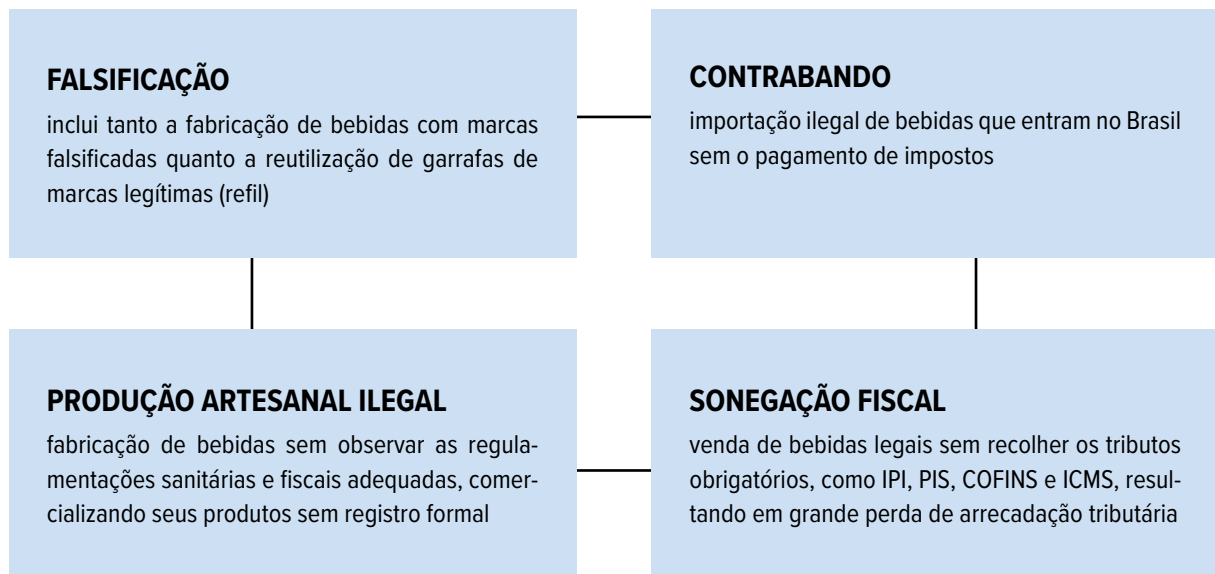 FALSIFICAÇÃO
inclui tanto a fabricação de bebidas com marcas
falsificadas quanto a reutilização de garrafas de
marcas legítimas (refil)
CONTRABANDO
importação ilegal de bebidas que entram no Brasil
sem o pagamento de impostos
PRODUÇÃO ARTESANAL ILEGAL
fabricação de bebidas sem observar as regula-
mentações sanitárias e fiscais adequadas, comer-
cializando seus produtos sem registro formal
SONEGAÇÃO FISCAL
venda de bebidas legais sem recolher os tributos
obrigatórios, como IPI, PIS, COFINS e ICMS, resul-
tando em grande perda de arrecadação tributária